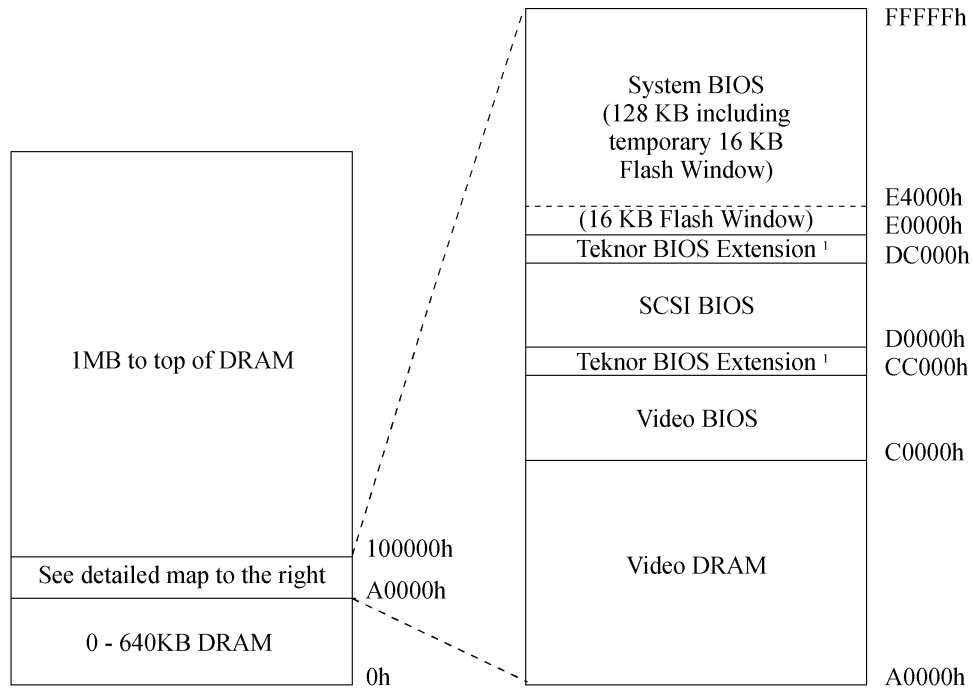 1MB to top of DRAM
100000h
See detailed map to the right
A0000h
0 - 640KB DRAM
0h
FFFFFh
System BIOS
(128 KB including
temporary 16 KB
Flash Window)
E4000h
(16 KB Flash Window)
E0000h
Teknor BIOS Extension ¹
DC000h
SCSI BIOS
D0000h
Teknor BIOS Extension ¹
CC000h
Video BIOS
C0000h
Video DRAM
A0000h